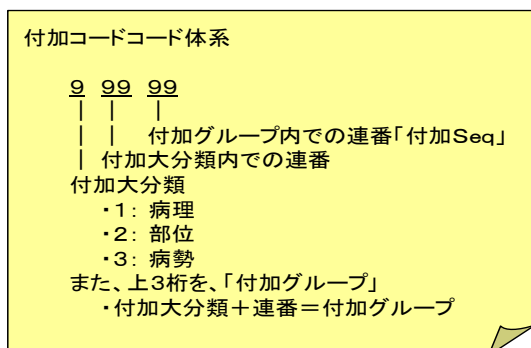 付加コードコード体系
９ ９９ ９９
｜ ｜ ｜
｜ ｜ 付加グループ内での連番「付加Seq」
｜ 付加大分類内での連番
付加大分類
・１： 病理
・２： 部位
・３： 病勢
また、上３桁を、「付加グループ」
・付加大分類＋連番＝付加グループ